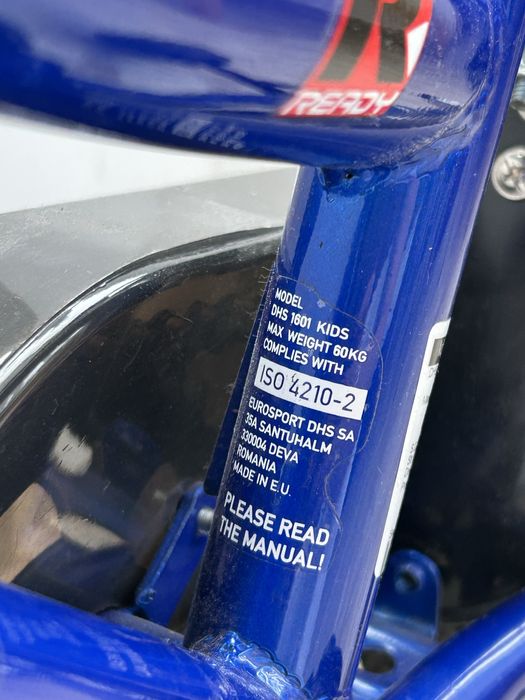 R
READY
MODEL
DHS 1601 KIDS
MAX WEIGHT 60KG
COMPLIES WITH
ISO 4210-2
EUROSPORT DHS SA
35A SANTUHALM
330004 DEVA
ROMANIA
MADE IN E.U.
PLEASE READ
THE MANUAL!